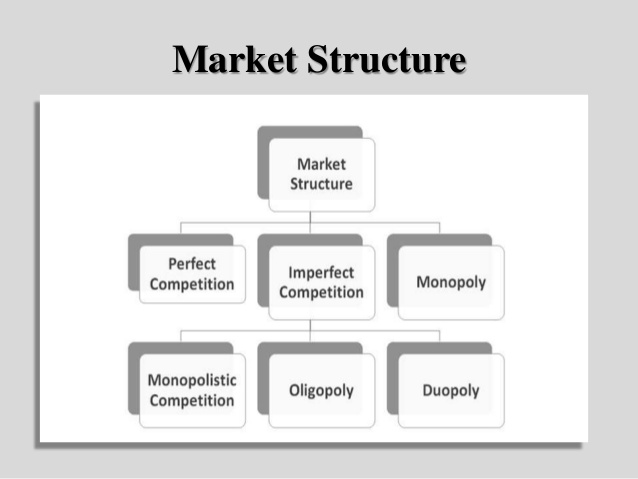 Market Structure
Market
Structure
Perfect
Competition
Imperfect
Competition
Monopoly
Monopolistic
Competition
Oligopoly
Duopoly